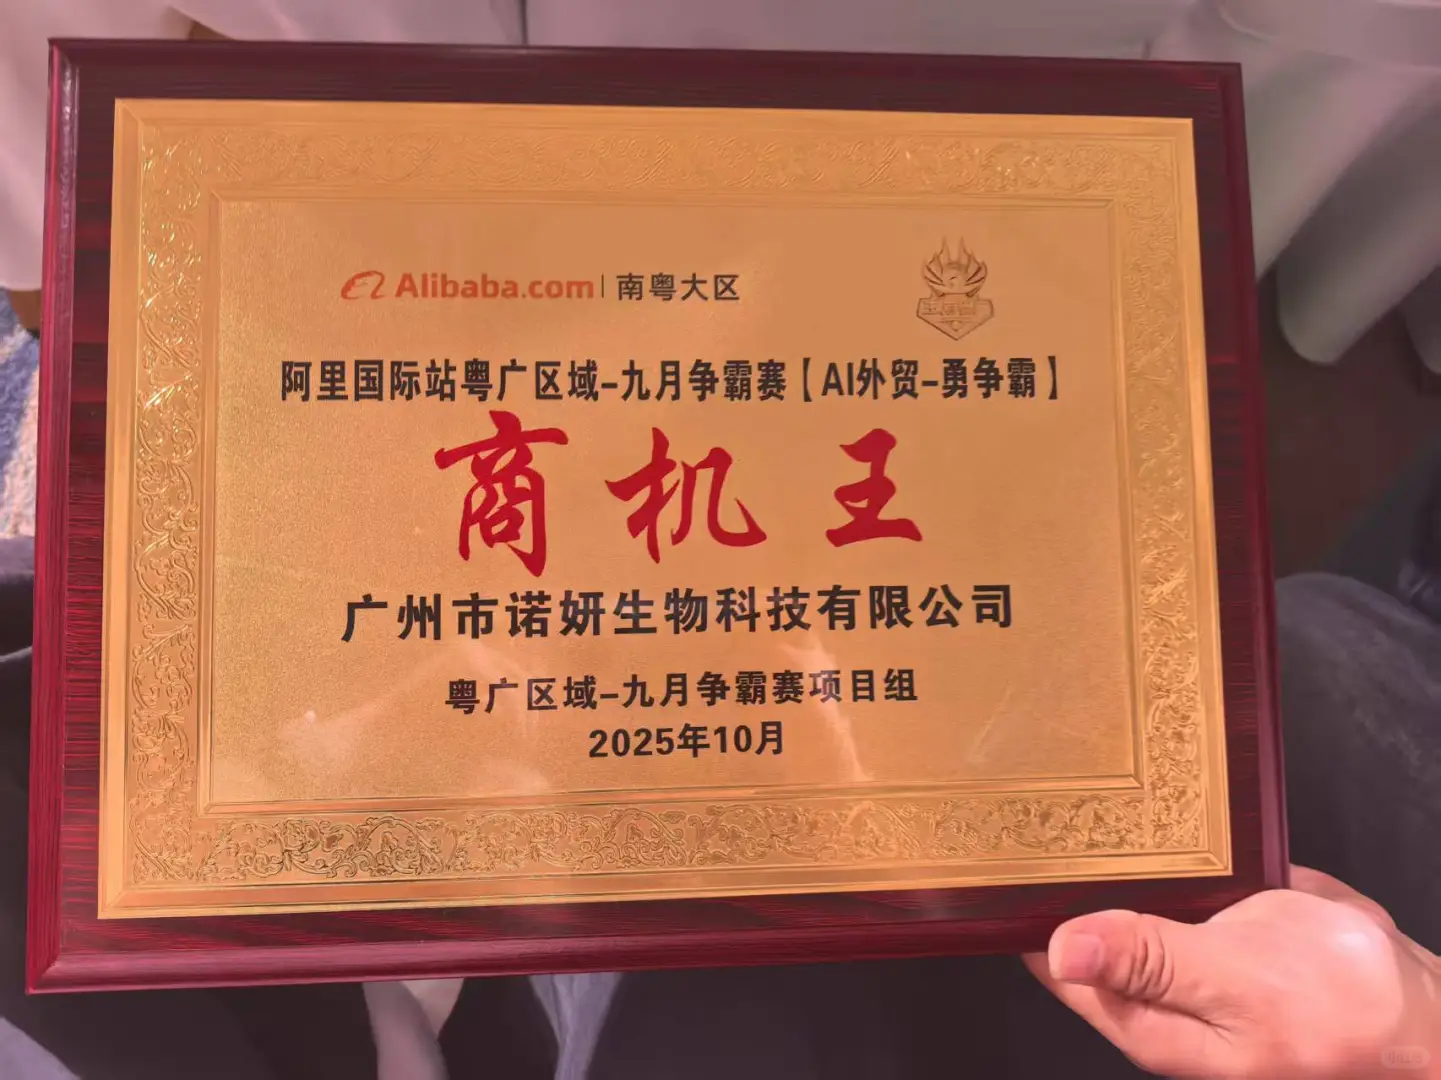 Alibaba.com | 南粤大区
阿里国际站粤广区域-九月争霸赛【AI外贸-勇争霸】
商机王
广州市诺妍生物科技有限公司
粤广区域-九月争霸赛项目组
2025年10月